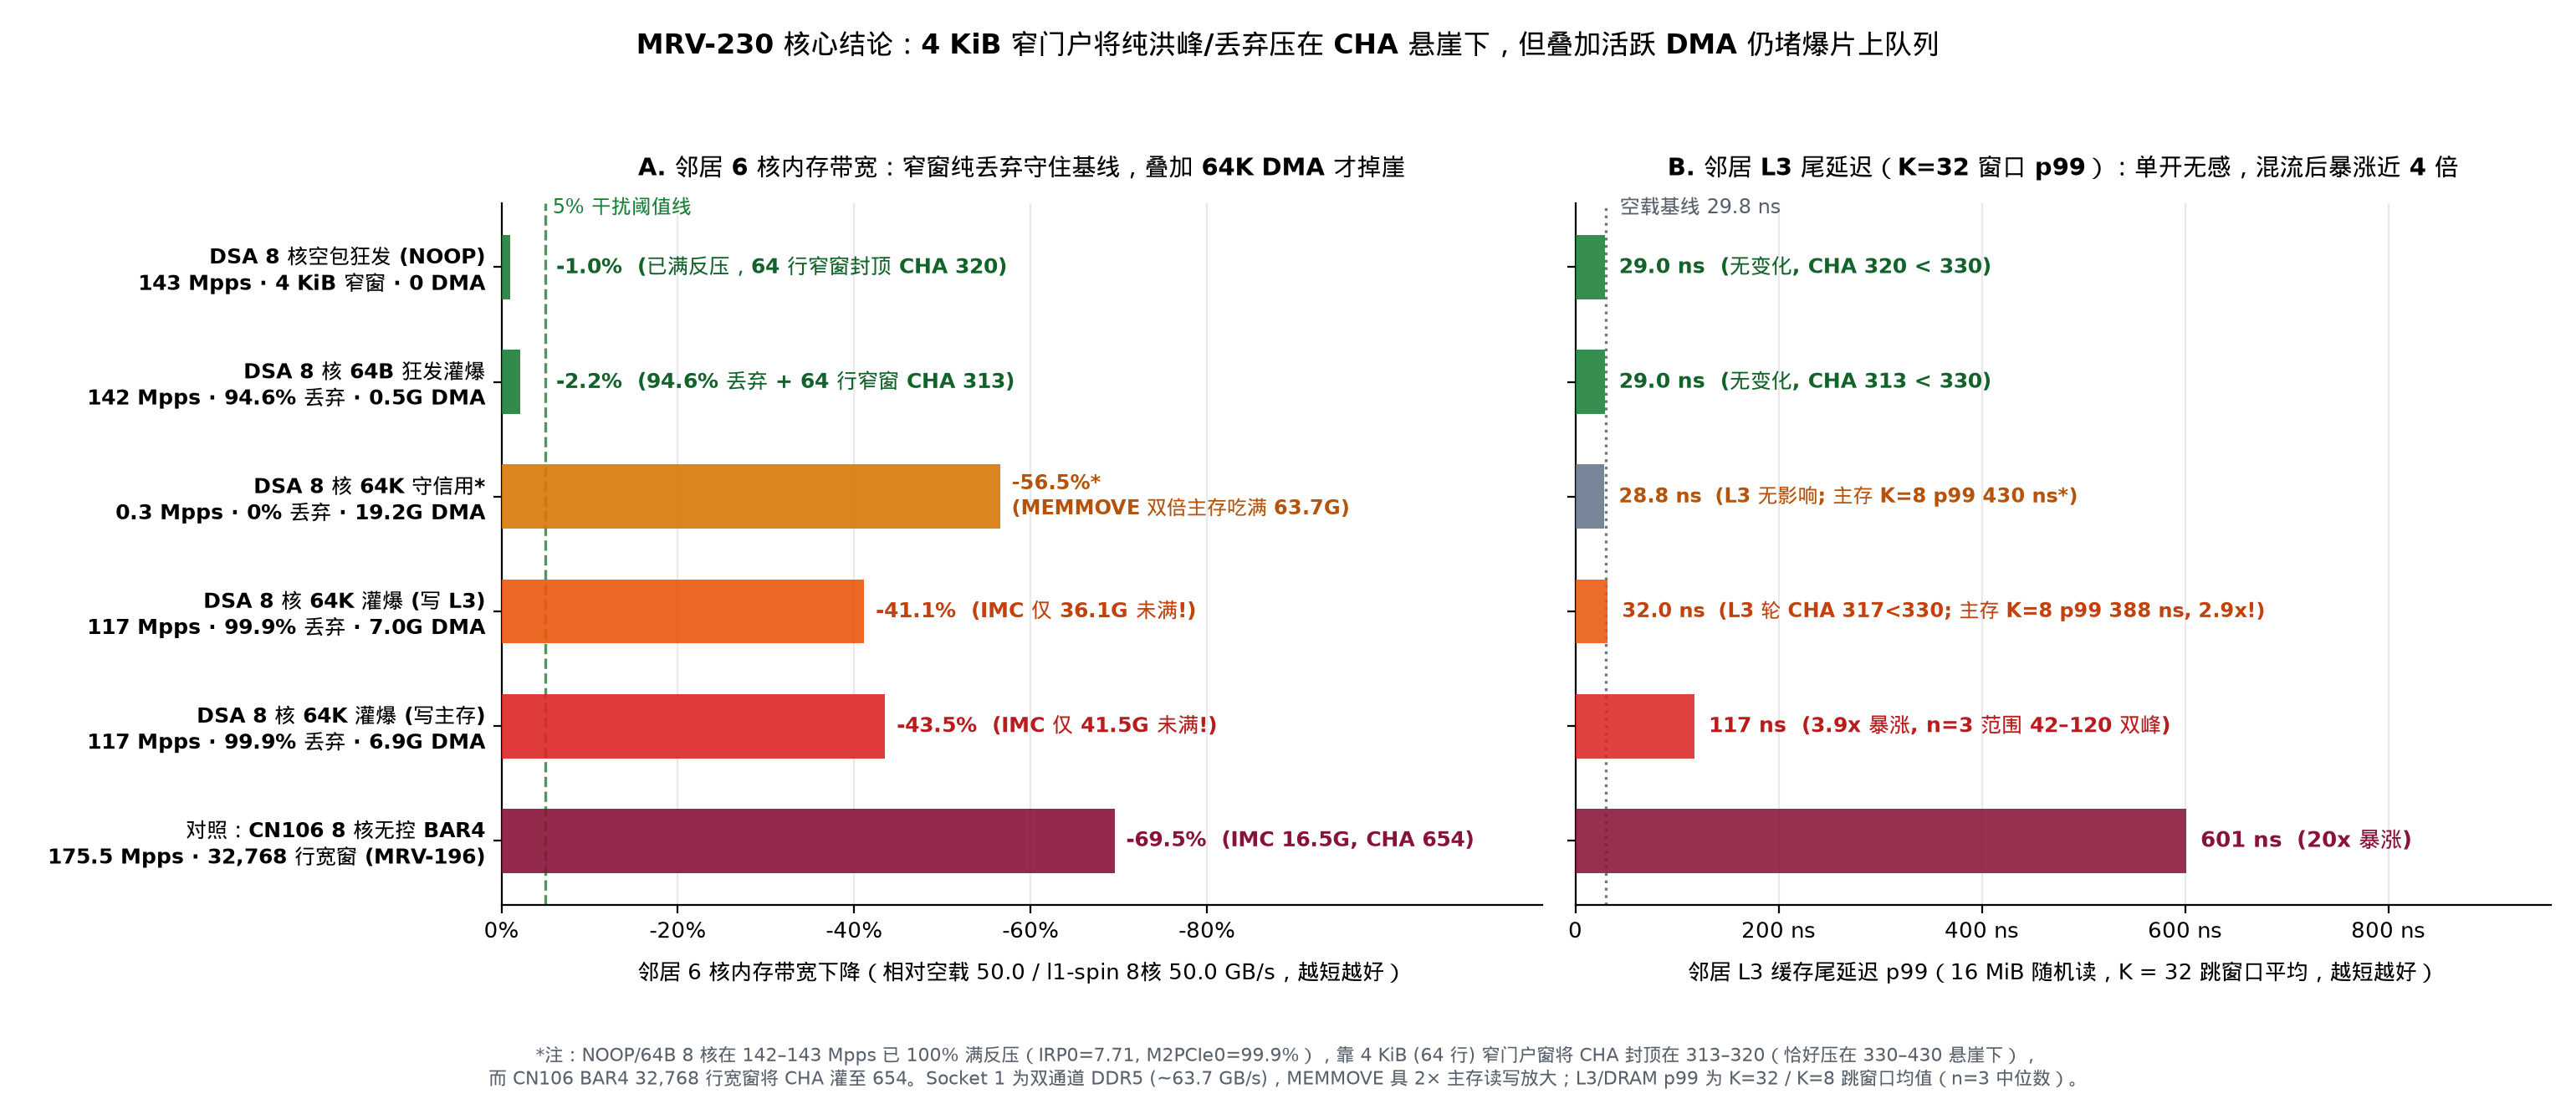 MRV-230 核心结论：4 KiB 窄门户将纯洪峰/丢弃压在 CHA 悬崖下，但叠加活跃 DMA 仍堵爆片上队列
A. 邻居 6 核内存带宽：窄窗纯丢弃守住基线，叠加 64K DMA 才掉崖
5% 干扰阈值线
DSA 8 核空包狂发 (NOOP)
143 Mpps · 4 KiB 窄窗 · 0 DMA
-1.0% (已满反压，64 行窄窗封顶 CHA 320)
DSA 8 核 64B 狂发灌爆
142 Mpps · 94.6% 丢弃 · 0.5G DMA
-2.2% (94.6% 丢弃 + 64 行窄窗 CHA 313)
DSA 8 核 64K 守信用*
0.3 Mpps · 0% 丢弃 · 19.2G DMA
-56.5%*
(MEMMOVE 双倍主存吃满 63.7G)
DSA 8 核 64K 灌爆 (写 L3)
117 Mpps · 99.9% 丢弃 · 7.0G DMA
-41.1% (IMC 仅 36.1G 未满!)
DSA 8 核 64K 灌爆 (写主存)
117 Mpps · 99.9% 丢弃 · 6.9G DMA
-43.5% (IMC 仅 41.5G 未满!)
对照：CN106 8 核无控 BAR4
175.5 Mpps · 32,768 行宽窗 (MRV-196)
-69.5% (IMC 16.5G, CHA 654)
0% -20% -40% -60% -80%
邻居 6 核内存带宽下降（相对空载 50.0 / l1-spin 8核 50.0 GB/s，越短越好）
B. 邻居 L3 尾延迟（K=32 窗口 p99）：单开无感，混流后暴涨近 4 倍
空载基线 29.8 ns
29.0 ns (无变化, CHA 320 < 330)
29.0 ns (无变化, CHA 313 < 330)
28.8 ns (L3 无影响; 主存 K=8 p99 430 ns*)
32.0 ns (L3 轮 CHA 317<330; 主存 K=8 p99 388 ns, 2.9x!)
117 ns (3.9x 暴涨, n=3 范围 42–120 双峰)
601 ns (20x 暴涨)
0 200 ns 400 ns 600 ns 800 ns
邻居 L3 缓存尾延迟 p99（16 MiB 随机读，K = 32 跳窗口平均，越短越好）
*注：NOOP/64B 8 核在 142–143 Mpps 已 100% 满反压（IRP0=7.71, M2PCIe0=99.9%），靠 4 KiB (64 行) 窄门户窗将 CHA 封顶在 313–320（恰好压在 330–430 悬崖下），
而 CN106 BAR4 32,768 行宽窗将 CHA 灌至 654。Socket 1 为双通道 DDR5 (~63.7 GB/s)，MEMMOVE 具 2× 主存读写放大；L3/DRAM p99 为 K=32 / K=8 跳窗口均值（n=3 中位数）。